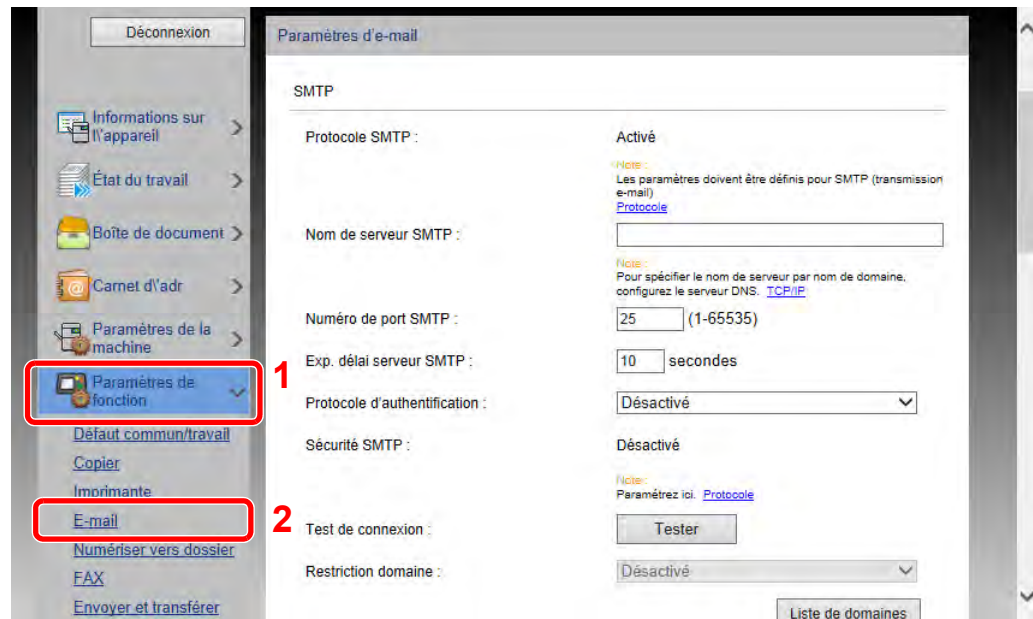 Déconnexion
Informations sur
l\'appareil
État du travail
Boîte de document
Carnet d\'adr
Paramètres de la
machine
Paramètres de
fonction
1
Défaut commun/travail
Copier
Imprimante
E-mail
2
Numériser vers dossier
FAX
Envoyer et transférer
Paramètres d'e-mail
SMTP
Protocole SMTP : Activé
Note :
Les paramètres doivent être définis pour SMTP (transmission
e-mail)
Protocole
Nom de serveur SMTP :
Note :
Pour spécifier le nom de serveur par nom de domaine,
configurez le serveur DNS. TCP/IP
Numéro de port SMTP : 25 (1-65535)
Exp. délai serveur SMTP : 10 secondes
Protocole d'authentification : Désactivé
Sécurité SMTP : Désactivé
Note :
Paramétrez ici. Protocole
Test de connexion : Tester
Restriction domaine : Désactivé
Liste de domaines